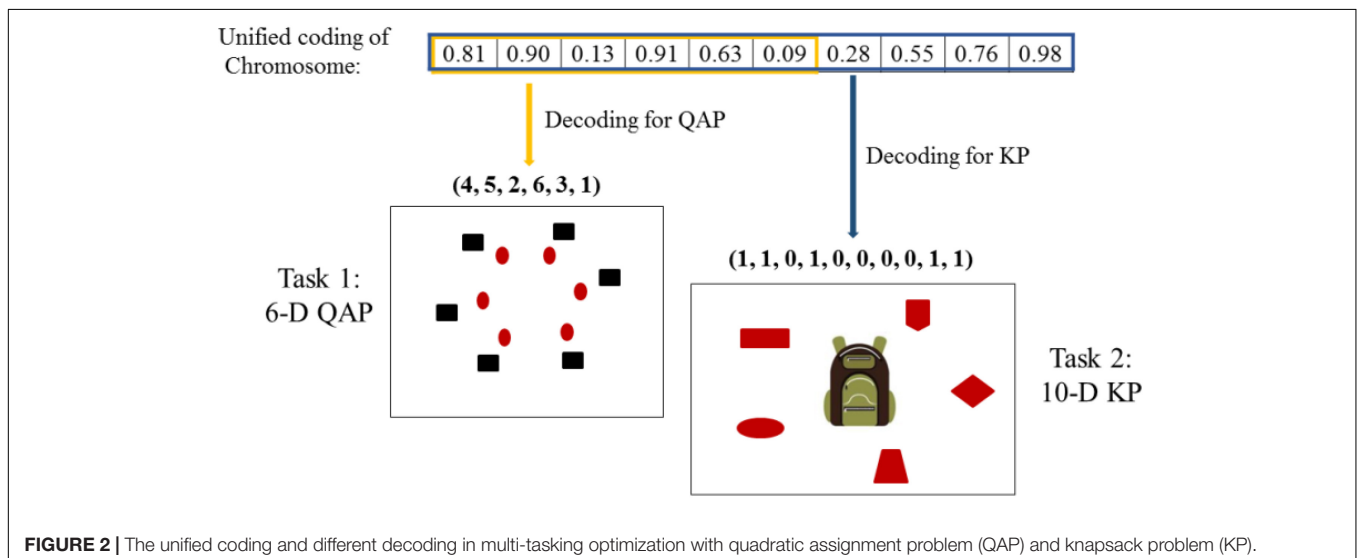 Unified coding of
Chromosome:
0.81 0.90 0.13 0.91 0.63 0.09 0.28 0.55 0.76 0.98
Decoding for QAP
Decoding for KP
(4, 5, 2, 6, 3, 1)
(1, 1, 0, 1, 0, 0, 0, 0, 1, 1)
Task 1:
6-D QAP
Task 2:
10-D KP
FIGURE 2 | The unified coding and different decoding in multi-tasking optimization with quadratic assignment problem (QAP) and knapsack problem (KP).